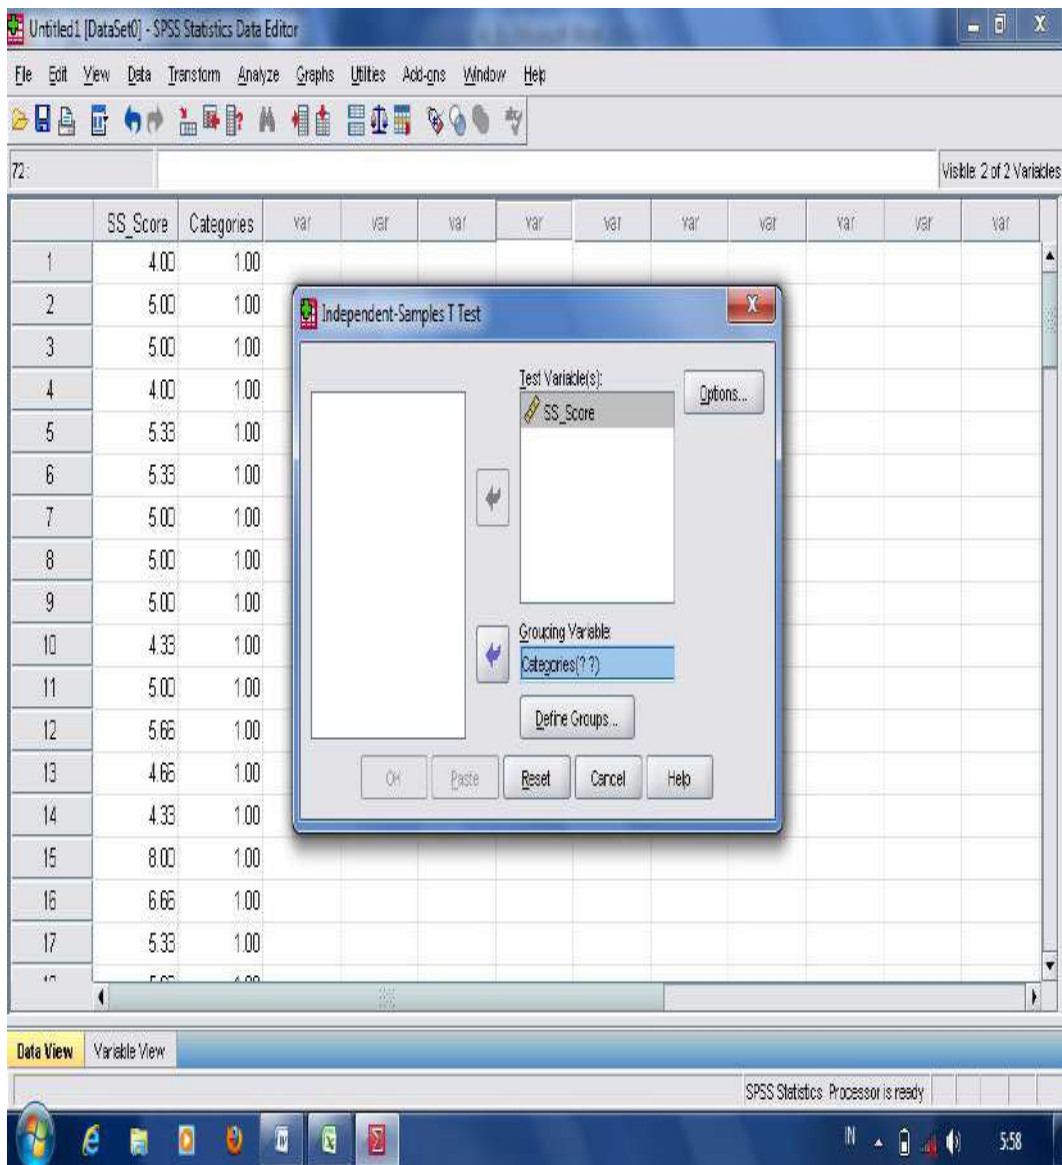 Untitled1 [DataSet0] - SPSS Statistics Data Editor
File Edit View Data Transform Analyze Graphs Utilities Add-ons Window Help
72 :
Visible: 2 of 2 Variables
SS_Score Categories var var var var var var var var var var
1 4.00 1.00
2 5.00 1.00
3 5.00 1.00
4 4.00 1.00
5 5.33 1.00
6 5.33 1.00
7 5.00 1.00
8 5.00 1.00
9 5.00 1.00
10 4.33 1.00
11 5.00 1.00
12 5.66 1.00
13 4.66 1.00
14 4.33 1.00
15 8.00 1.00
16 6.66 1.00
17 5.33 1.00
Independent-Samples T Test
Test Variable(s):
SS_Score
Options...
Grouping Variable:
Categories(? ?)
Define Groups...
OK Paste Reset Cancel Help
Data View Variable View
SPSS Statistics Processor is ready
IN 5:58